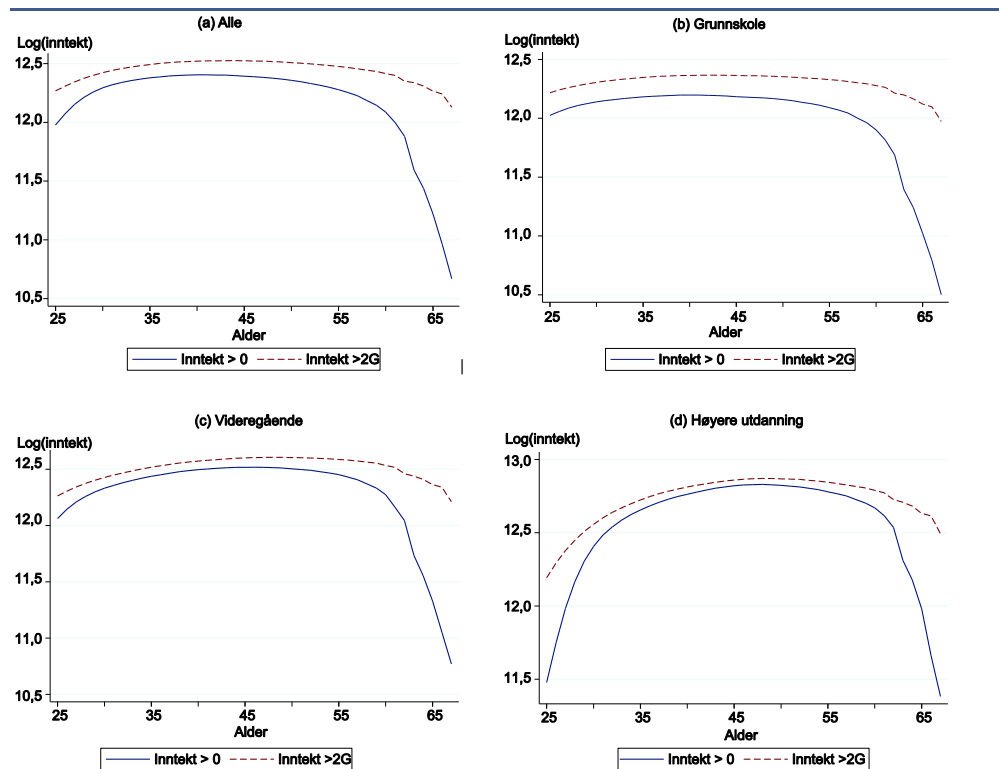 (a) Alle
Log(inntekt)
12,5
12,0
11,5
11,0
10,5
25 35 45 55 65
Alder
Inntekt > 0 Inntekt >2G
(b) Grunnskole
Log(inntekt)
12,5
12,0
11,5
11,0
10,5
25 35 45 55 65
Alder
Inntekt > 0 Inntekt >2G
(c) Videregående
Log(inntekt)
12,5
12,0
11,5
11,0
10,5
25 35 45 55 65
Alder
Inntekt > 0 Inntekt >2G
(d) Høyere utdanning
Log(inntekt)
13,0
12,5
12,0
11,5
25 35 45 55 65
Alder
Inntekt > 0 Inntekt >2G